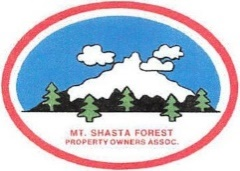 MT. SHASTA FOREST
PROPERTY OWNERS ASSOC.